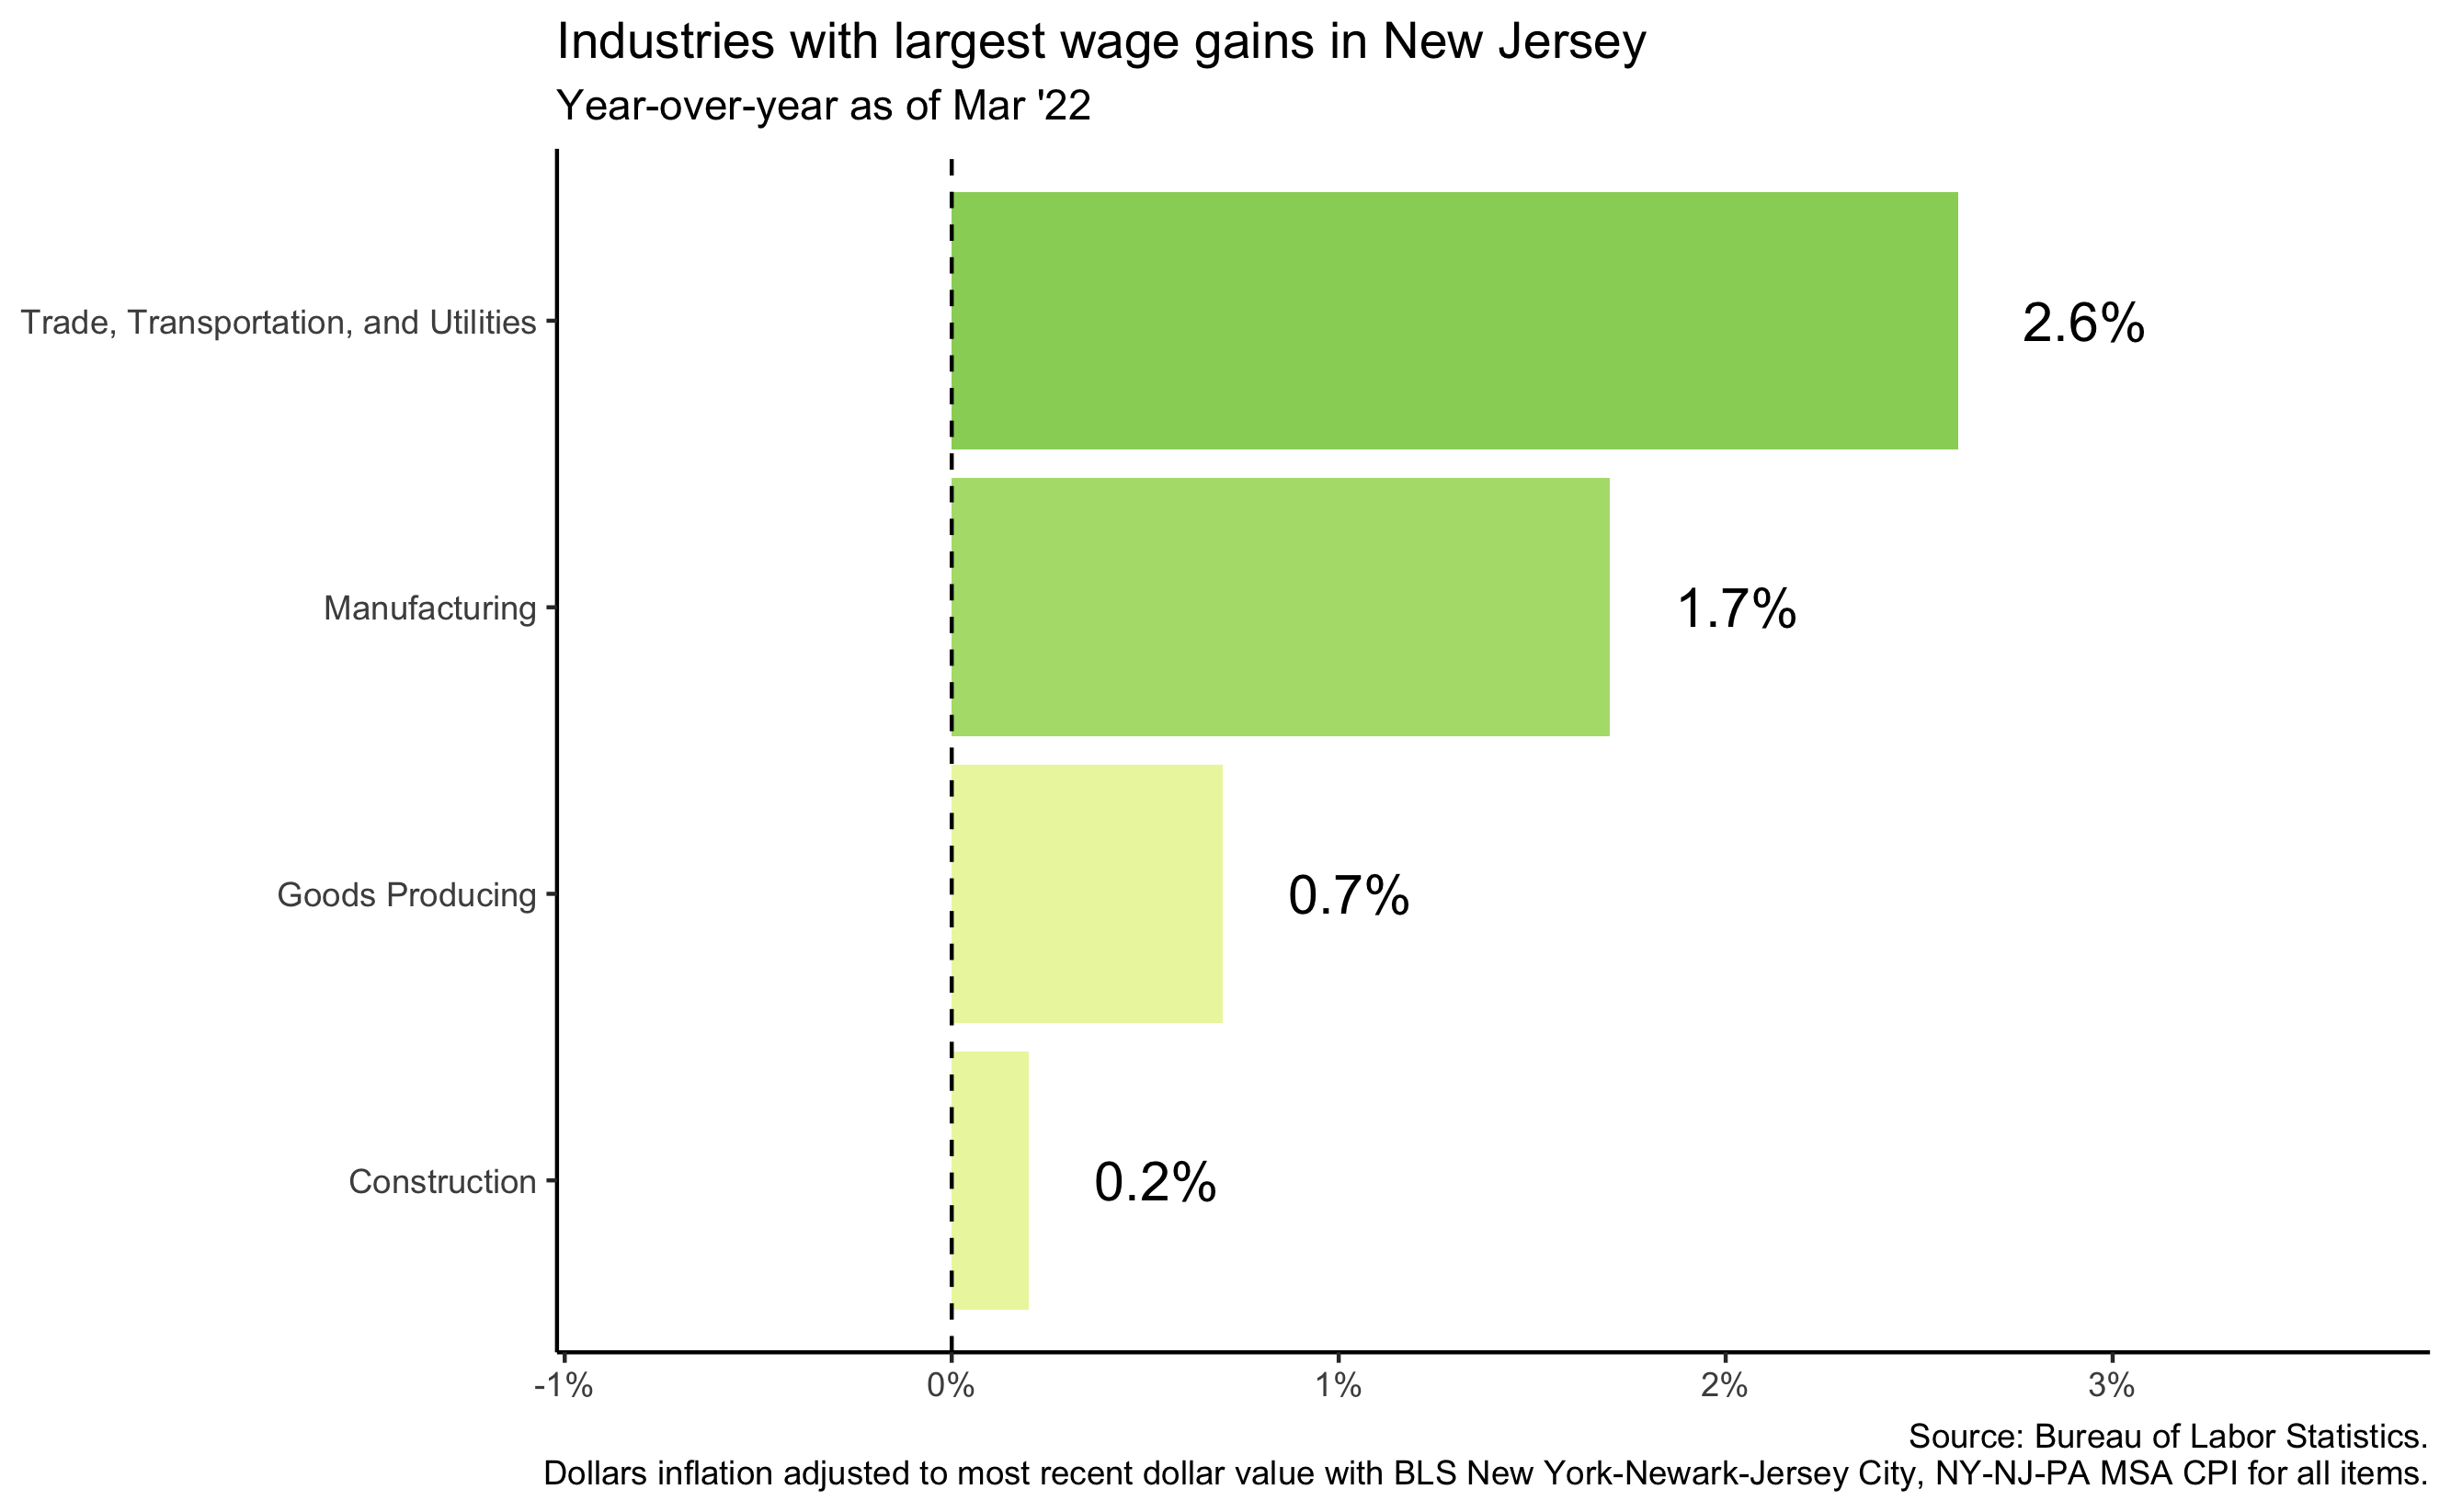 Industries with largest wage gains in New Jersey
Year-over-year as of Mar '22
Trade, Transportation, and Utilities
2.6%
Manufacturing
1.7%
Goods Producing
0.7%
Construction
0.2%
-1%
0%
1%
2%
3%
Source: Bureau of Labor Statistics.
Dollars inflation adjusted to most recent dollar value with BLS New York-Newark-Jersey City, NY-NJ-PA MSA CPI for all items.